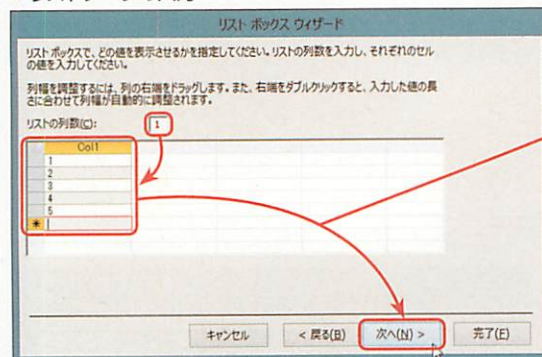 リスト ボックス ウィザード
リスト ボックスで、どの値を表示させるかを指定してください。リストの列数を入力し、それぞれのセル
の値を入力してください。
列幅を調整するには、列の右端をドラッグします。また、右端をダブルクリックすると、入力した値の長
さに合わせて列幅が自動的に調整されます。
リストの列数(C): 1
Col1
1
2
3
4
5
*
キャンセル < 戻る(B) 次へ(N) > 完了(F)